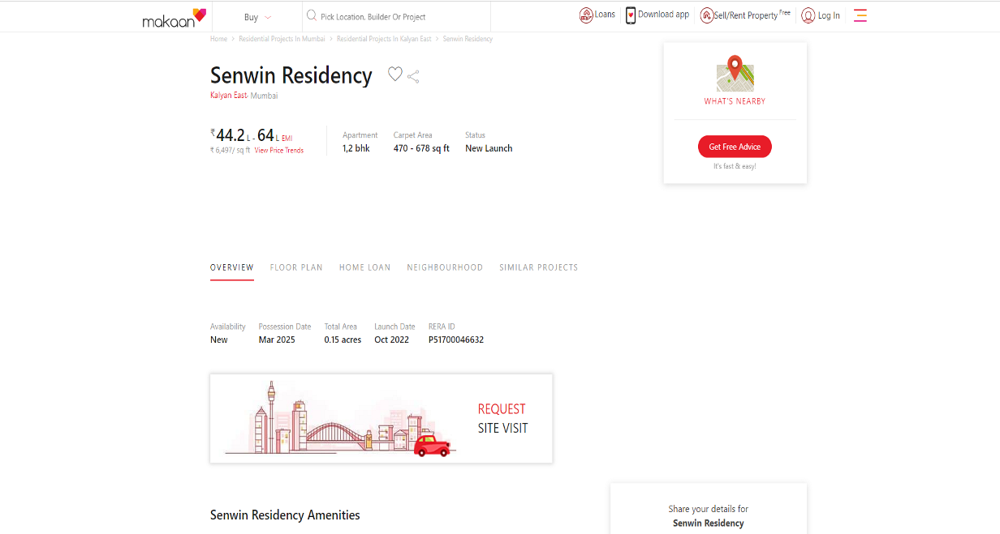 makaan
Buy
Pick Location, Builder Or Project
Loans
Download app
Sell/Rent Property Free
Log In
Home > Residential Projects In Mumbai > Residential Projects In Kalyan East > Senwin Residency
Senwin Residency
Kalyan East, Mumbai
₹ 44.2 L - 64 L EMI
₹ 6,497/ sq ft View Price Trends
Apartment
1,2 bhk
Carpet Area
470 - 678 sq ft
Status
New Launch
WHAT'S NEARBY
Get Free Advice
It's fast & easy!
OVERVIEW
FLOOR PLAN
HOME LOAN
NEIGHBOURHOOD
SIMILAR PROJECTS
Availability
New
Possession Date
Mar 2025
Total Area
0.15 acres
Launch Date
Oct 2022
RERA ID
P51700046632
REQUEST
SITE VISIT
Senwin Residency Amenities
Share your details for
Senwin Residency